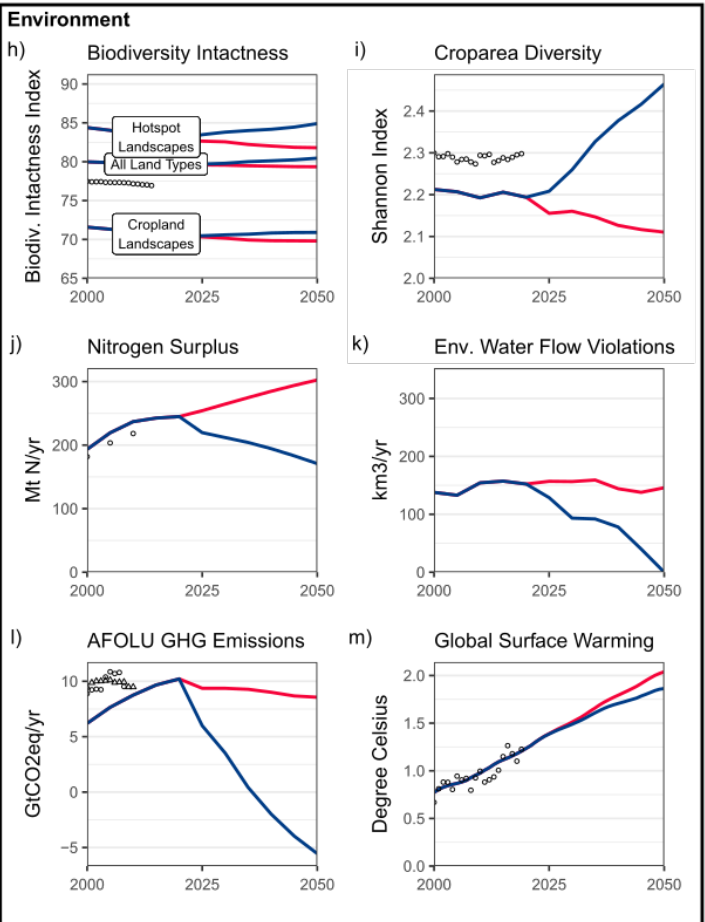 Environment
h) Biodiversity Intactness
Biodiv. Intactness Index
90
85
80
75
70
65
Hotspot
Landscapes
All Land Types
Cropland
Landscapes
2000 2025 2050
i) Croparea Diversity
Shannon Index
2.4
2.3
2.2
2.1
2.0
2000 2025 2050
j) Nitrogen Surplus
Mt N/yr
300
200
100
0
2000 2025 2050
k) Env. Water Flow Violations
km3/yr
300
200
100
0
2000 2025 2050
l) AFOLU GHG Emissions
GtCO2eq/yr
10
5
0
−5
2000 2025 2050
m) Global Surface Warming
Degree Celsius
2.0
1.5
1.0
0.5
0.0
2000 2025 2050